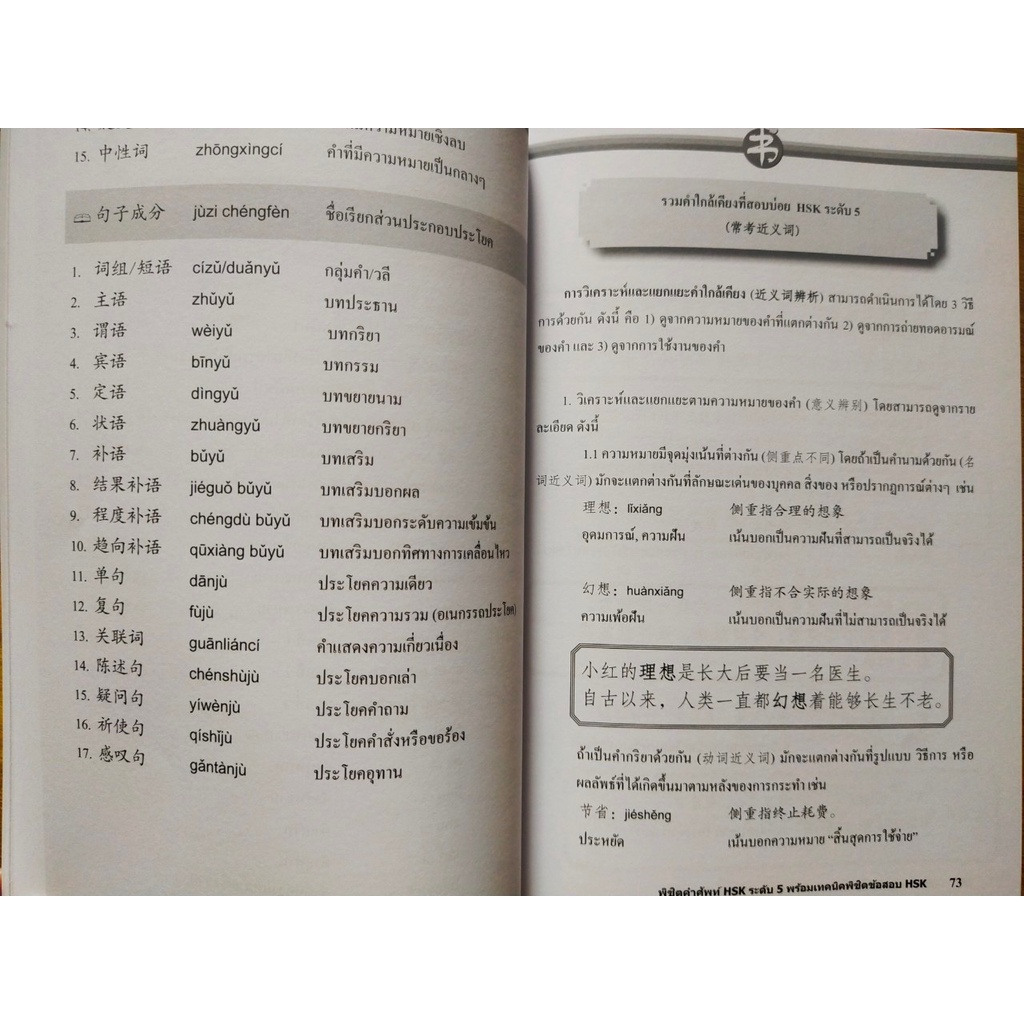 ความหมายเชิงลบ
15. 中性词 zhōngxìngcí คำที่มีความหมายเป็นกลางๆ
句子成分 jùzi chéngfèn ชื่อเรียกส่วนประกอบประโยค
1. 词组/短语 cízǔ/duǎnyǔ กลุ่มคำ/วลี
2. 主语 zhǔyǔ บทประธาน
3. 谓语 wèiyǔ บทกริยา
4. 宾语 bīnyǔ บทกรรม
5. 定语 dìngyǔ บทขยายนาม
6. 状语 zhuàngyǔ บทขยายกริยา
7. 补语 bǔyǔ บทเสริม
8. 结果补语 jiéguǒ bǔyǔ บทเสริมบอกผล
9. 程度补语 chéngdù bǔyǔ บทเสริมบอกระดับความเข้มข้น
10. 趋向补语 qūxiàng bǔyǔ บทเสริมบอกทิศทางการเคลื่อนไหว
11. 单句 dānjù ประโยคความเดียว
12. 复句 fùjù ประโยคความรวม (อเนกรรถประโยค)
13. 关联词 guānliáncí คำแสดงความเกี่ยวเนื่อง
14. 陈述句 chénshùjù ประโยคบอกเล่า
15. 疑问句 yíwènjù ประโยคคำถาม
16. 祈使句 qíshǐjù ประโยคคำสั่งหรือขอร้อง
17. 感叹句 gǎntànjù ประโยคอุทาน
书
รวมคำใกล้เคียงที่สอบบ่อย HSK ระดับ 5
(常考近义词)
การวิเคราะห์และแยกแยะคำใกล้เคียง (近义词辨析) สามารถดำเนินการได้โดย 3 วิธี
การด้วยกัน ดังนี้ คือ 1) ดูจากความหมายของคำที่แตกต่างกัน 2) ดูจากการถ่ายทอดอารมณ์
ของคำ และ 3) ดูจากการใช้งานของคำ
1. วิเคราะห์และแยกแยะตามความหมายของคำ (意义辨别) โดยสามารถดูจากราย
ละเอียด ดังนี้
1.1 ความหมายมีจุดมุ่งเน้นที่ต่างกัน (侧重点不同) โดยถ้าเป็นคำนามด้วยกัน (名
词近义词) มักจะแตกต่างกันที่ลักษณะเด่นของบุคคล สิ่งของ หรือปรากฏการณ์ต่างๆ เช่น
理想：lǐxiǎng 侧重指合理的想象
อุดมการณ์, ความฝัน เน้นบอกเป็นความฝันที่สามารถเป็นจริงได้
幻想：huànxiǎng 侧重指不合实际的想象
ความเพ้อฝัน เน้นบอกเป็นความฝันที่ไม่สามารถเป็นจริงได้
小红的理想是长大后要当一名医生。
自古以来，人类一直都幻想着能够长生不老。
ถ้าเป็นคำกริยาด้วยกัน (动词近义词) มักจะแตกต่างกันที่รูปแบบ วิธีการ หรือ
ผลลัพธ์ที่ได้เกิดขึ้นมาตามหลังของการกระทำ เช่น
节省：jiéshěng 侧重指终止耗费。
ประหยัด เน้นบอกความหมาย “สิ้นสุดการใช้จ่าย”
พิชิตคำศัพท์ HSK ระดับ 5 พร้อมเทคนิคพิชิตข้อสอบ HSK 73